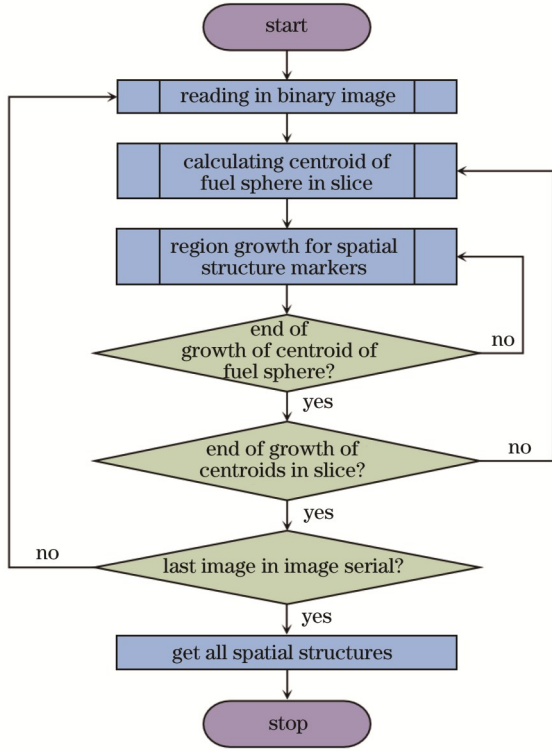 start
reading in binary image
calculating centroid of
fuel sphere in slice
region growth for spatial
structure markers
end of
growth of centroid of
fuel sphere?
no
yes
end of growth of
centroids in slice?
no
yes
no
last image in image serial?
yes
get all spatial structures
stop